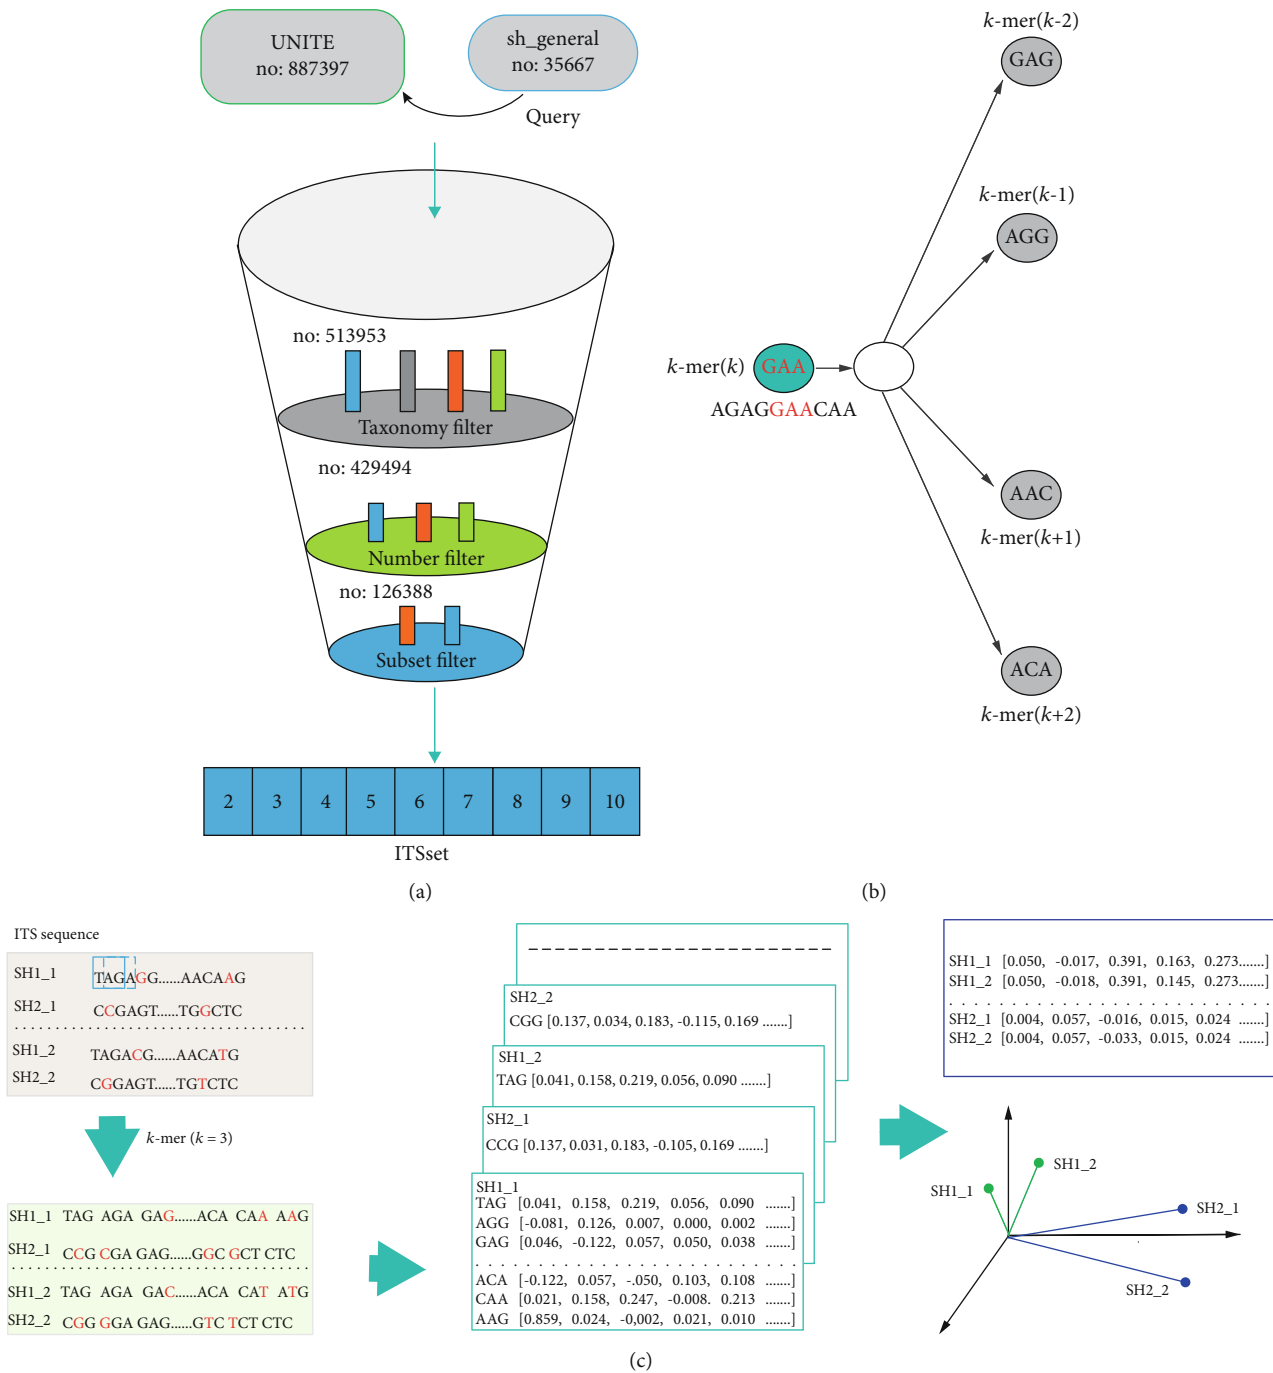 UNITE
no: 887397
sh_general
no: 35667
Query
no: 513953
Taxonomy filter
no: 429494
Number filter
no: 126388
Subset filter
2 3 4 5 6 7 8 9 10
ITSset
(a)
k-mer(k-2)
GAG
k-mer(k-1)
AGG
k-mer(k) GAA
AGAGGAACAA
AAC
k-mer(k+1)
ACA
k-mer(k+2)
(b)
ITS sequence
SH1_1 TAGAGG......AACAAG
SH2_1 CCGAGT......TGGCTC
SH1_2 TAGACG......AACATG
SH2_2 CGGAGT......TGTCTC
k-mer (k = 3)
SH1_1 TAG AGA GAG......ACA CAA AAG
SH2_1 CCG CGA GAG......GGC GCT CTC
SH1_2 TAG AGA GAC......ACA CAT ATG
SH2_2 CGG GGA GAG......GTC TCT CTC
SH2_2
CGG [0.137, 0.034, 0.183, -0.115, 0.169 .......]
SH1_2
TAG [0.041, 0.158, 0.219, 0.056, 0.090 .......]
SH2_1
CCG [0.137, 0.031, 0.183, -0.105, 0.169 .......]
SH1_1
TAG [0.041, 0.158, 0.219, 0.056, 0.090 .......]
AGG [-0.081, 0.126, 0.007, 0.000, 0.002 .......]
GAG [0.046, -0.122, 0.057, 0.050, 0.038 .......]
ACA [-0.122, 0.057, -.050, 0.103, 0.108 .......]
CAA [0.021, 0.158, 0.247, -0.008. 0.213 .......]
AAG [0.859, 0.024, -0,002, 0.021, 0.010 .......]
SH1_1 [0.050, -0.017, 0.391, 0.163, 0.273.......]
SH1_2 [0.050, -0.018, 0.391, 0.145, 0.273.......]
SH2_1 [0.004, 0.057, -0.016, 0.015, 0.024 .......]
SH2_2 [0.004, 0.057, -0.033, 0.015, 0.024 .......]
SH1_2
SH1_1
SH2_1
SH2_2
(c)